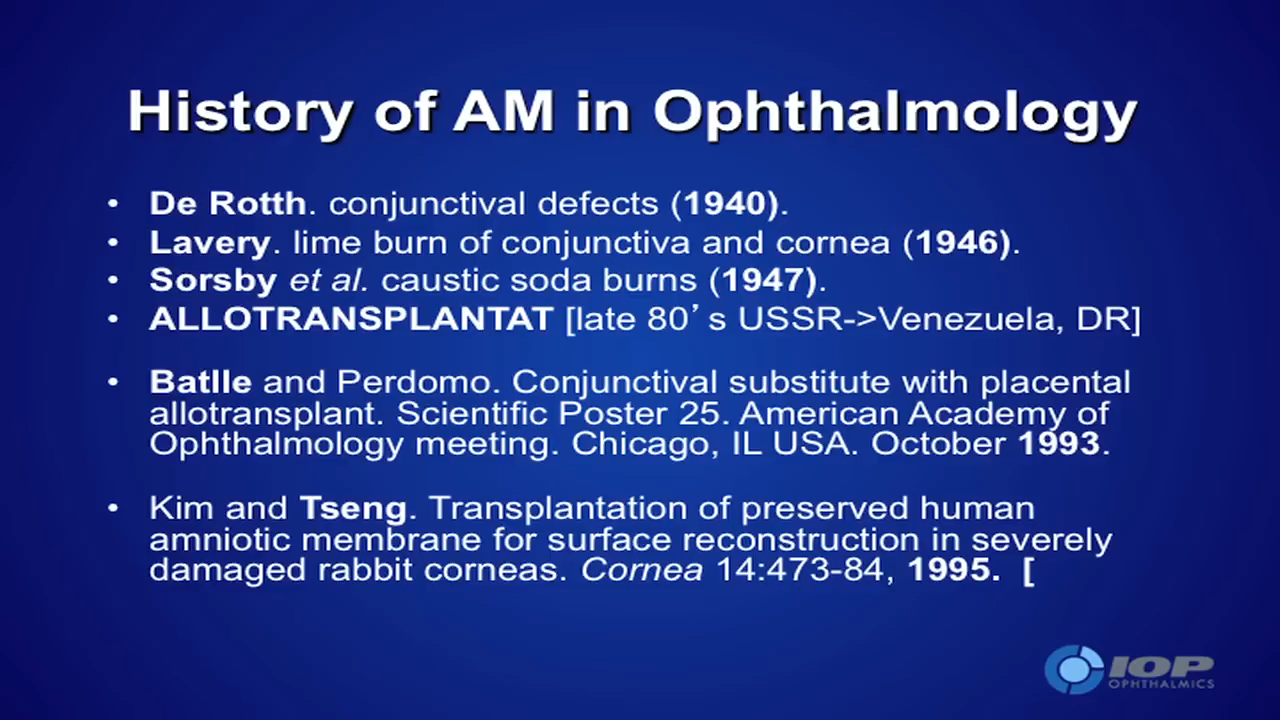 History of AM in Ophthalmology
• De Rotth. conjunctival defects (1940).
• Lavery. lime burn of conjunctiva and cornea (1946).
• Sorsby et al. caustic soda burns (1947).
• ALLOTRANSPLANTAT [late 80’s USSR->Venezuela, DR]
• Batlle and Perdomo. Conjunctival substitute with placental
allotransplant. Scientific Poster 25. American Academy of
Ophthalmology meeting. Chicago, IL USA. October 1993.
• Kim and Tseng. Transplantation of preserved human
amniotic membrane for surface reconstruction in severely
damaged rabbit corneas. Cornea 14:473-84, 1995. [
IOP
OPHTHALMICS